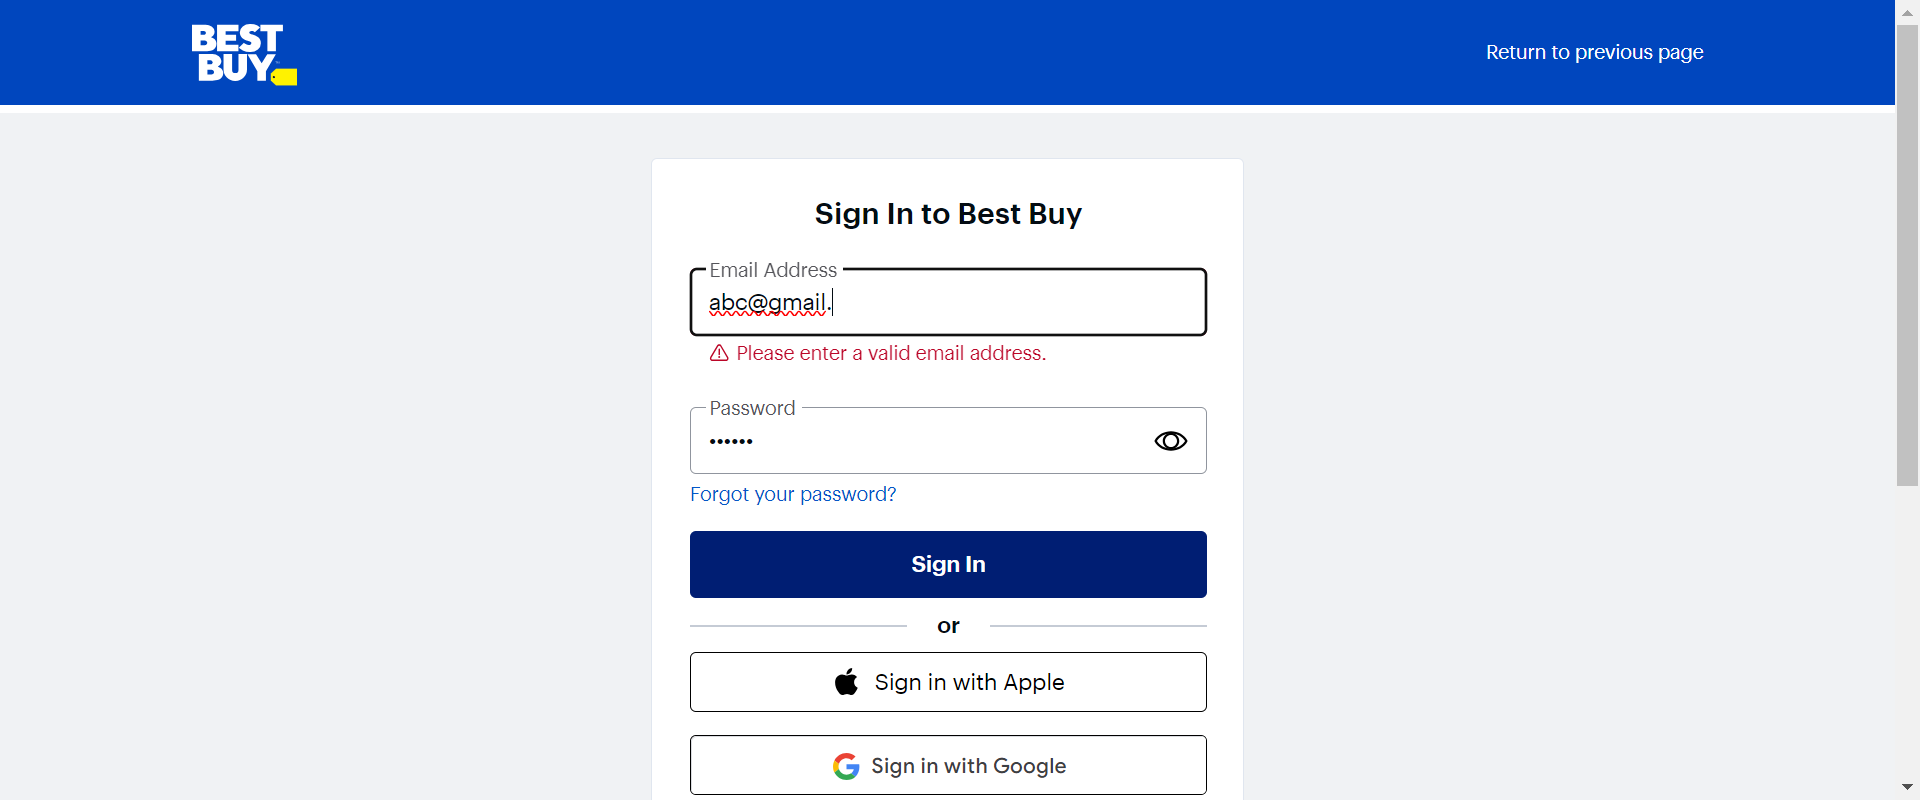 BEST
BUY
Return to previous page
Sign In to Best Buy
Email Address
abc@gmail.
Please enter a valid email address.
Password
••••••
Forgot your password?
Sign In
or
Sign in with Apple
Sign in with Google